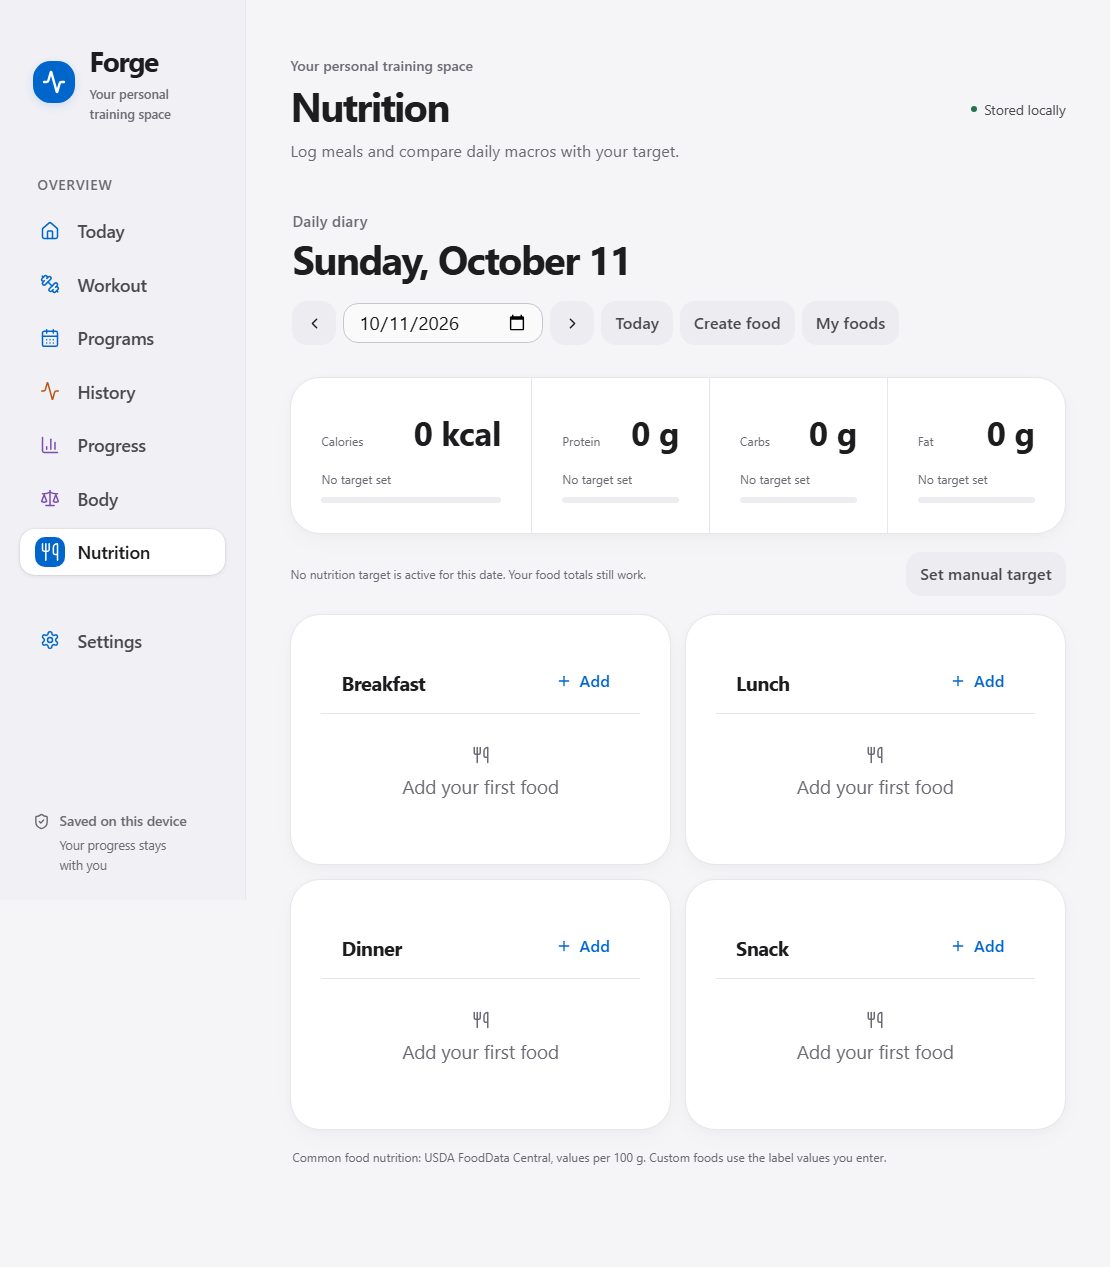 Forge
Your personal
training space
OVERVIEW
Today
Workout
Programs
History
Progress
Body
Nutrition
Settings
Saved on this device
Your progress stays
with you
Your personal training space
Nutrition
Log meals and compare daily macros with your target.
Stored locally
Daily diary
Sunday, October 11
10/11/2026
Today
Create food
My foods
Calories
0 kcal
No target set
Protein
0 g
No target set
Carbs
0 g
No target set
Fat
0 g
No target set
No nutrition target is active for this date. Your food totals still work.
Set manual target
Breakfast
+ Add
Add your first food
Lunch
+ Add
Add your first food
Dinner
+ Add
Add your first food
Snack
+ Add
Add your first food
Common food nutrition: USDA FoodData Central, values per 100 g. Custom foods use the label values you enter.